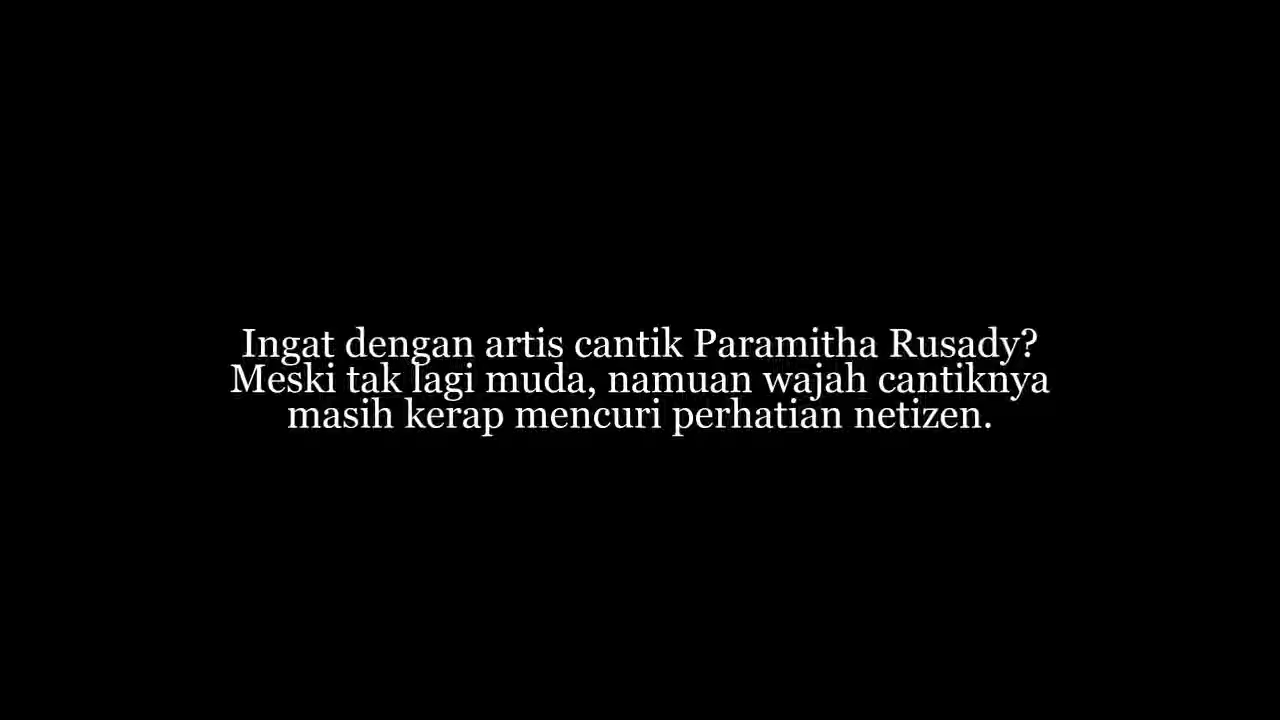 Ingat dengan artis cantik Paramitha Rusady?
Meski tak lagi muda, namuan wajah cantiknya
masih kerap mencuri perhatian netizen.